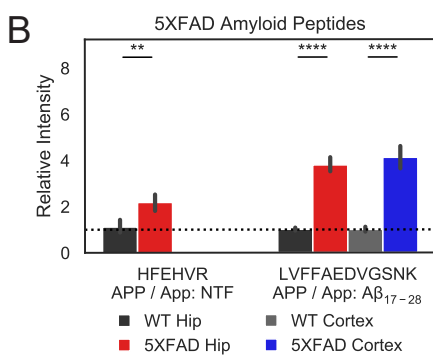 B
5XFAD Amyloid Peptides
** **** ****
8
6
4
2
0
Relative Intensity
HFEHVR LVFFAEDVGSNK
APP / App: NTF APP / App: Aβ₁₇₋₂₈
WT Hip WT Cortex
5XFAD Hip 5XFAD Cortex